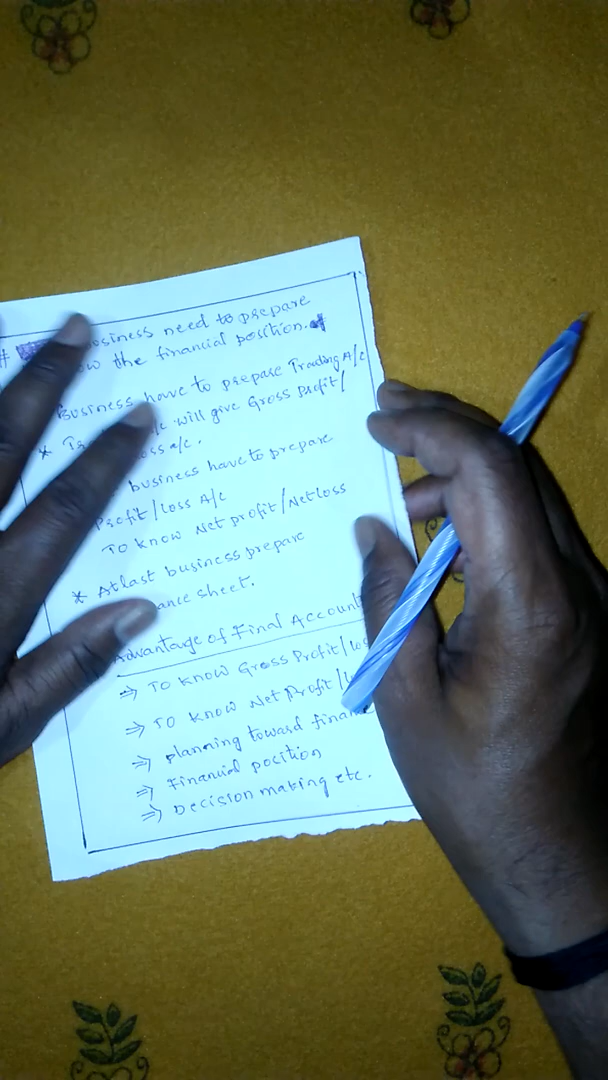 # business need to prepare
the financial position.
Business have to prepare Trading A/c
* will give Gross Profit/
Loss a/c.
business have to prepare
Profit/Loss A/c
To know Net profit/Net loss
* At last business prepare
sheet.
Advantage of Final Account
⇒ To know Gross Profit/
⇒ To know Net Profit/
⇒ planning toward
⇒ Financial position
⇒ Decision making etc.